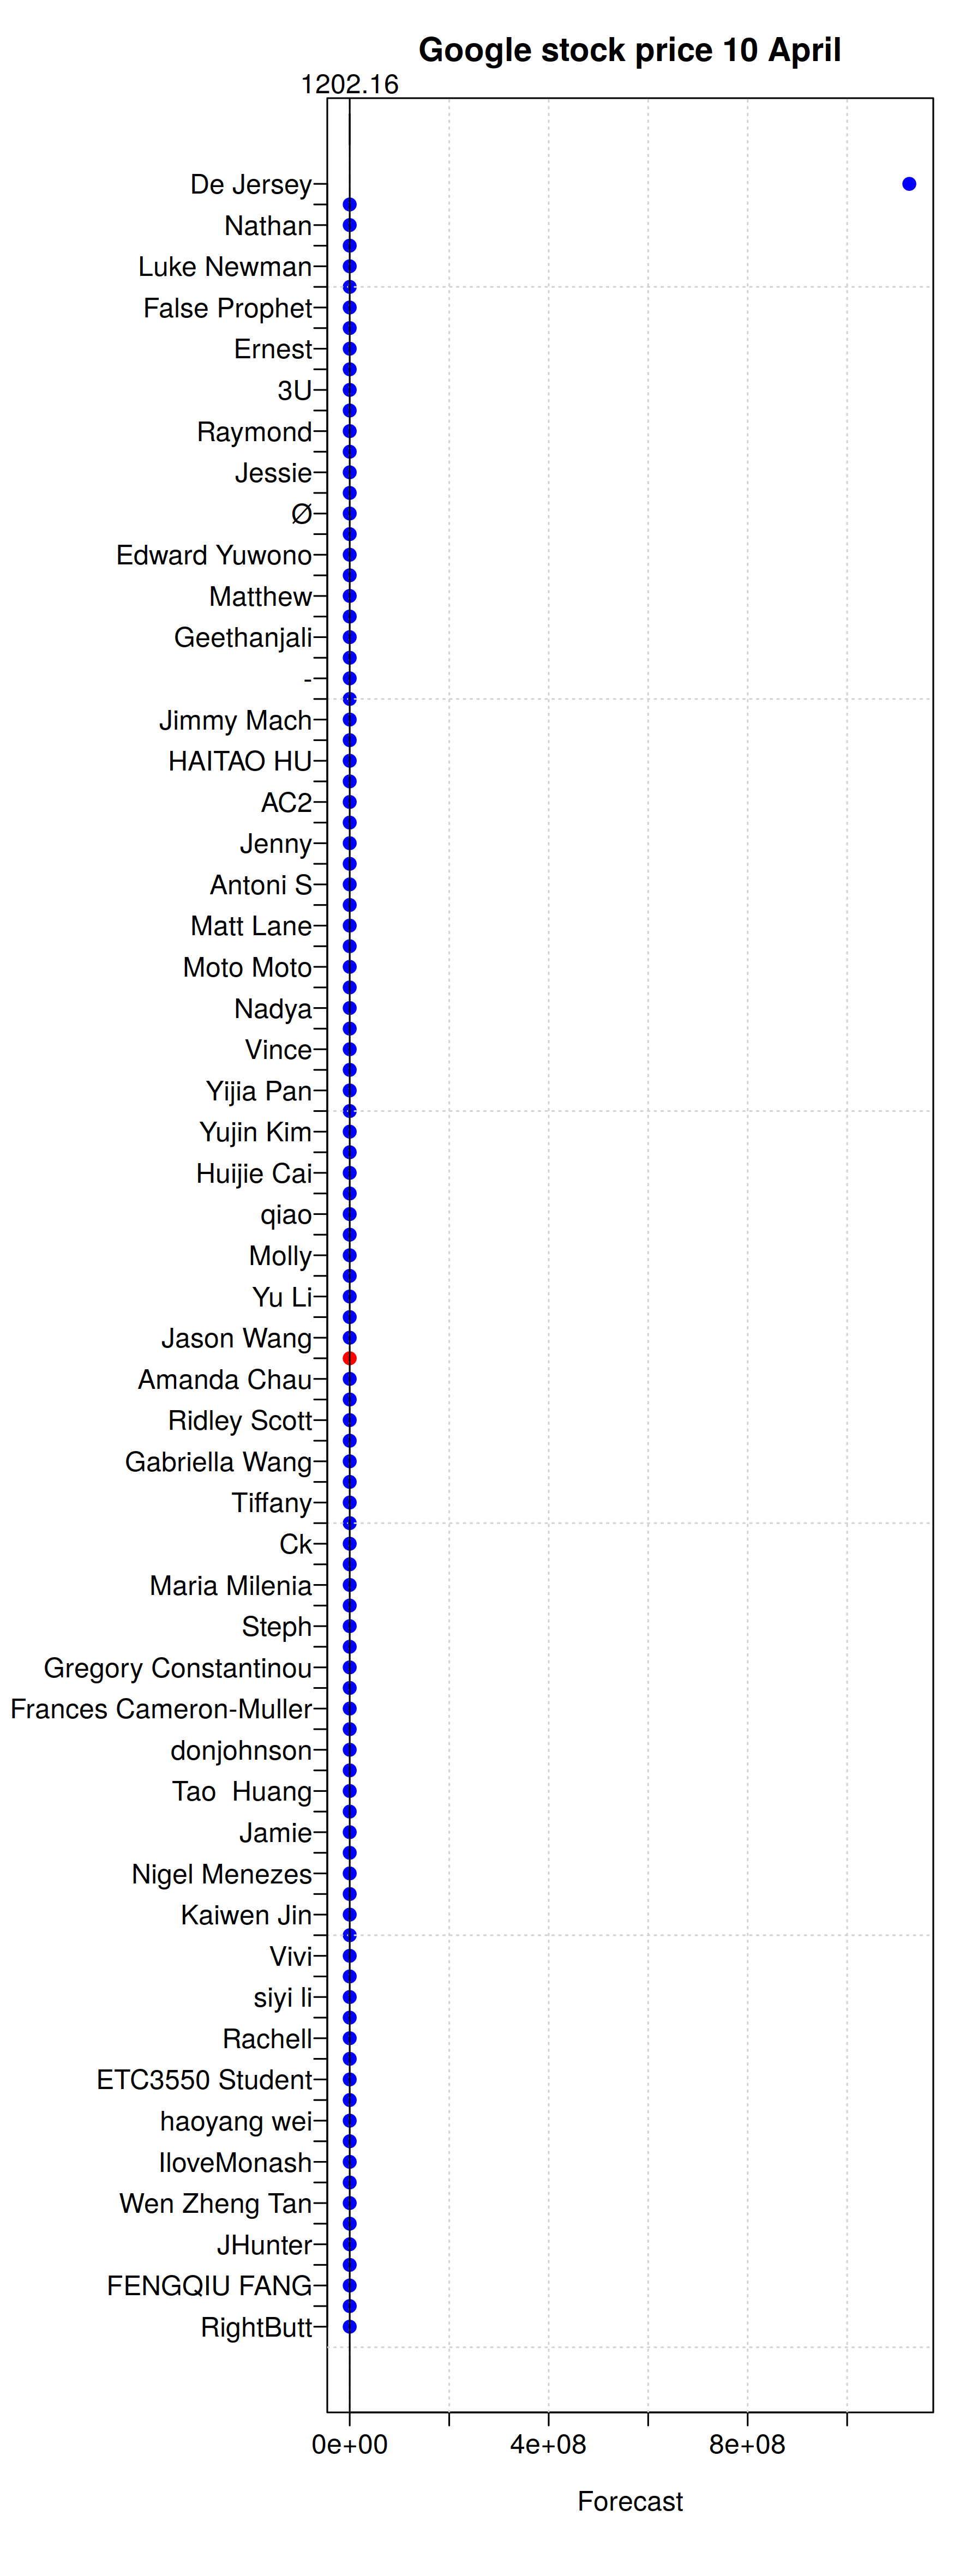 Google stock price 10 April
1202.16
De Jersey
Nathan
Luke Newman
False Prophet
Ernest
3U
Raymond
Jessie
Ø
Edward Yuwono
Matthew
Geethanjali
-
Jimmy Mach
HAITAO HU
AC2
Jenny
Antoni S
Matt Lane
Moto Moto
Nadya
Vince
Yijia Pan
Yujin Kim
Huijie Cai
qiao
Molly
Yu Li
Jason Wang
Amanda Chau
Ridley Scott
Gabriella Wang
Tiffany
Ck
Maria Milenia
Steph
Gregory Constantinou
Frances Cameron-Muller
donjohnson
Tao  Huang
Jamie
Nigel Menezes
Kaiwen Jin
Vivi
siyi li
Rachell
ETC3550 Student
haoyang wei
IloveMonash
Wen Zheng Tan
JHunter
FENGQIU FANG
RightButt
0e+00 4e+08 8e+08
Forecast